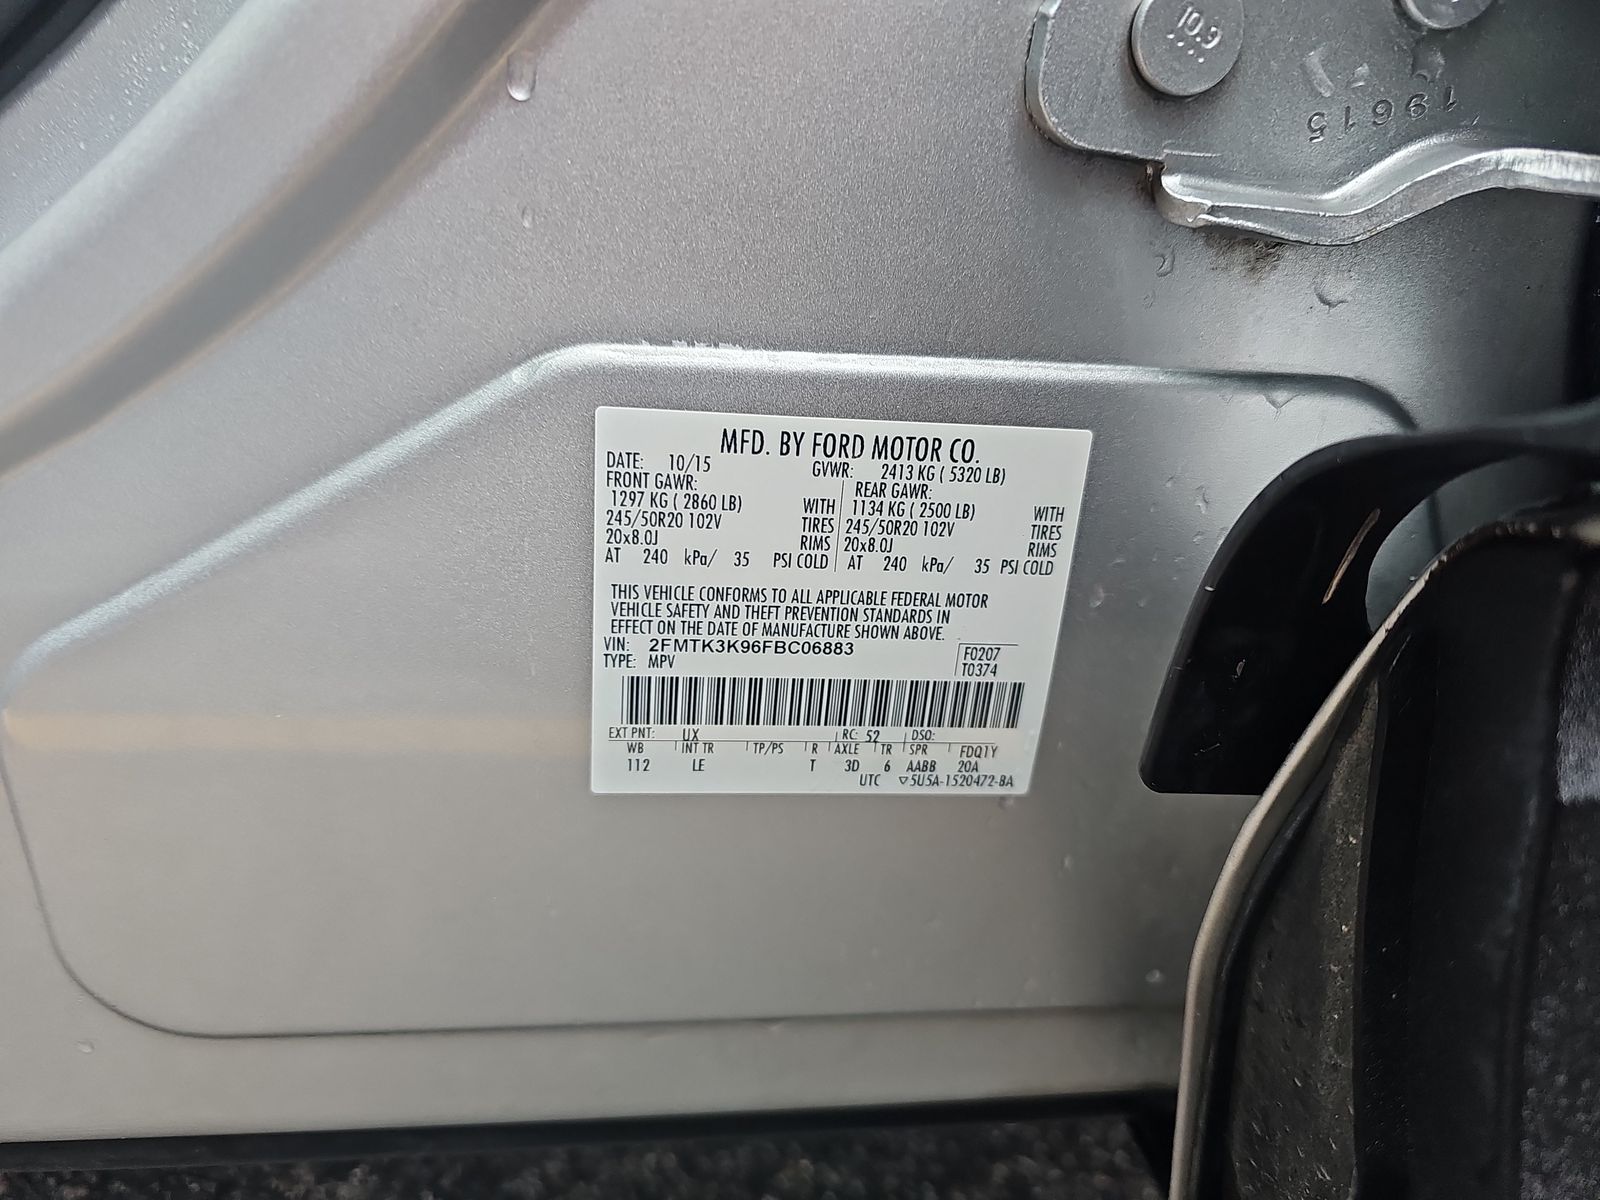 10.9
19615
MFD. BY FORD MOTOR CO.
DATE: 10/15 GVWR: 2413 KG ( 5320 LB)
FRONT GAWR: REAR GAWR:
1297 KG ( 2860 LB) WITH 1134 KG ( 2500 LB) WITH
245/50R20 102V TIRES 245/50R20 102V TIRES
20x8.0J RIMS 20x8.0J RIMS
AT 240 kPa/ 35 PSI COLD AT 240 kPa/ 35 PSI COLD
THIS VEHICLE CONFORMS TO ALL APPLICABLE FEDERAL MOTOR
VEHICLE SAFETY AND THEFT PREVENTION STANDARDS IN
EFFECT ON THE DATE OF MANUFACTURE SHOWN ABOVE.
VIN: 2FMTK3K96FBC06883 F0207
TYPE: MPV T0374
EXT PNT: UX RC: 52 DSO:
WB INT TR TP/PS R AXLE TR SPR FDQ1Y
112 LE T 3D 6 AABB 20A
UTC ▽5U5A-1520472-BA